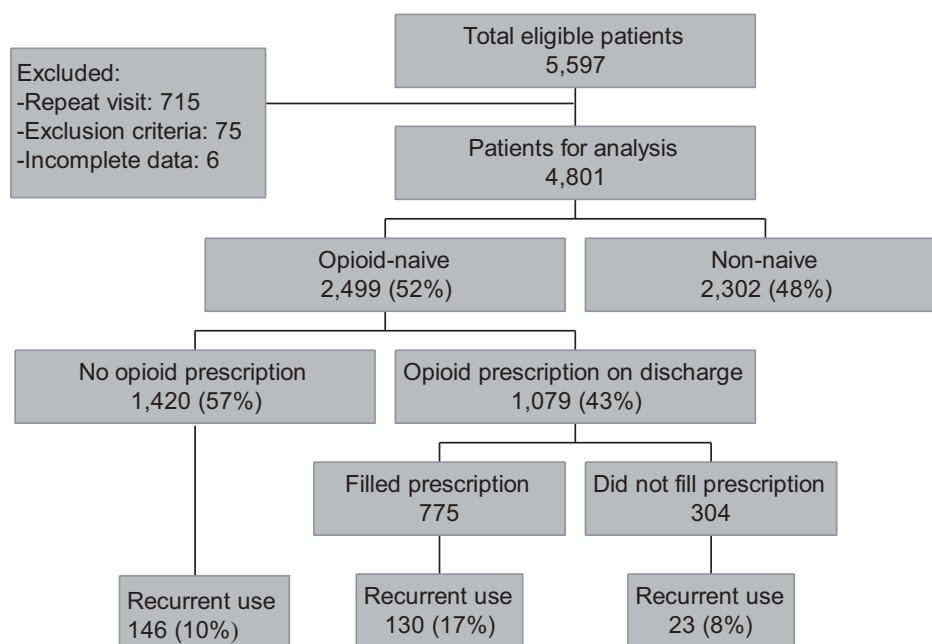 Total eligible patients
5,597
Excluded:
-Repeat visit: 715
-Exclusion criteria: 75
-Incomplete data: 6
Patients for analysis
4,801
Opioid-naive
2,499 (52%)
Non-naive
2,302 (48%)
No opioid prescription
1,420 (57%)
Opioid prescription on discharge
1,079 (43%)
Filled prescription
775
Did not fill prescription
304
Recurrent use
146 (10%)
Recurrent use
130 (17%)
Recurrent use
23 (8%)